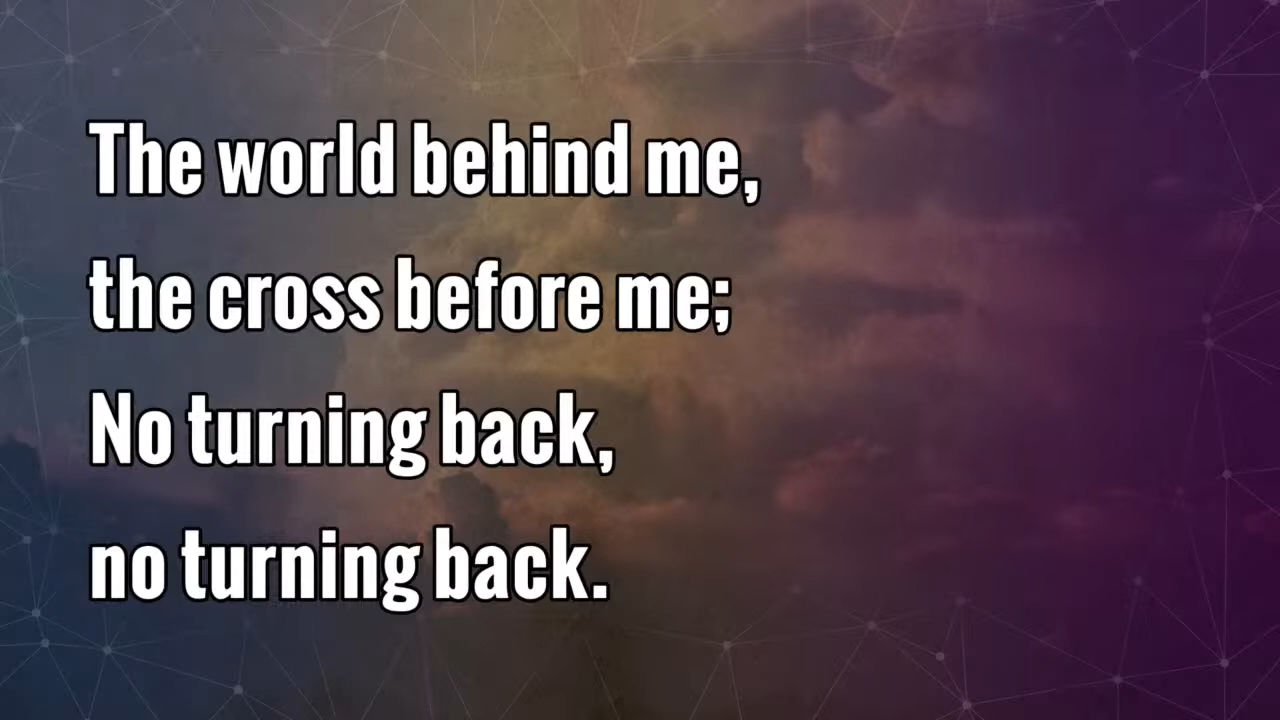 The world behind me,
the cross before me;
No turning back,
no turning back.